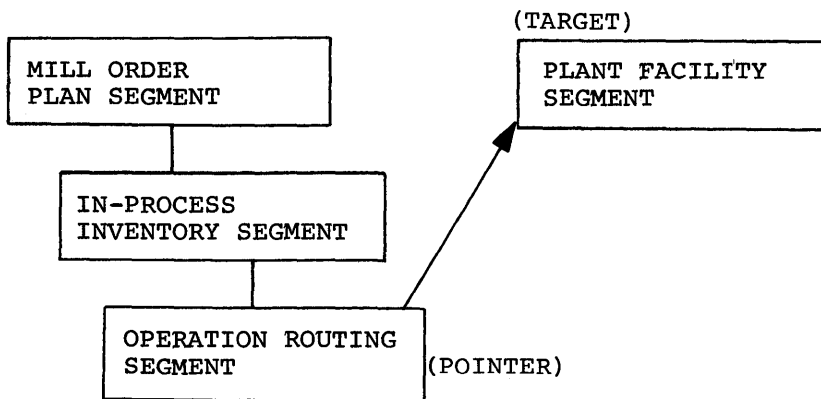 (TARGET)
MILL ORDER
PLAN SEGMENT
PLANT FACILITY
SEGMENT
IN-PROCESS
INVENTORY SEGMENT
OPERATION ROUTING
SEGMENT
(POINTER)